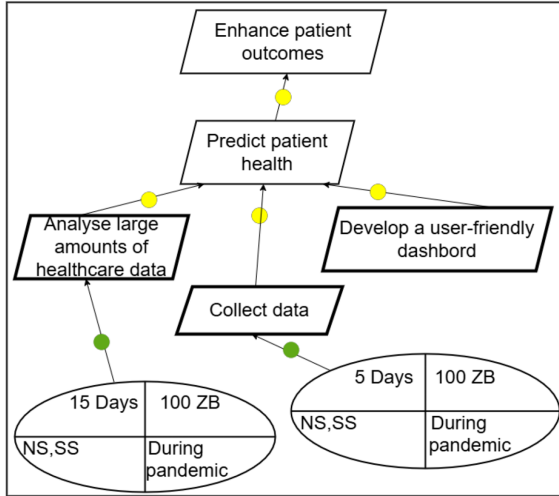 Enhance patient
outcomes
Predict patient
health
Analyse large
amounts of
healthcare data
Develop a user-friendly
dashbord
Collect data
15 Days
100 ZB
NS,SS
During
pandemic
5 Days
100 ZB
NS,SS
During
pandemic